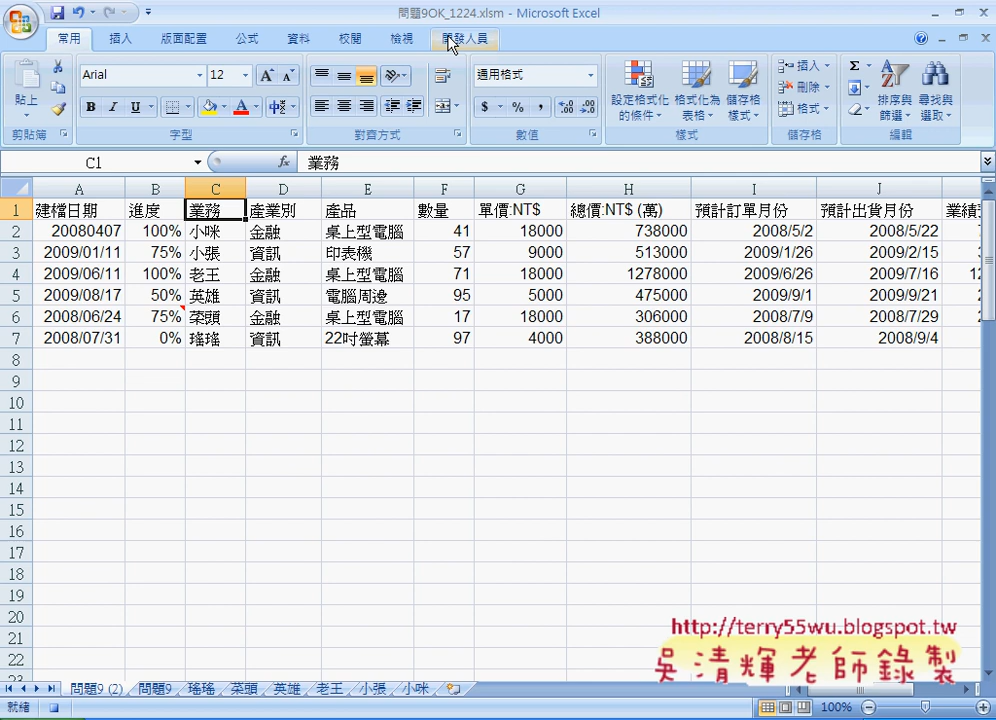 問題9OK_1224.xlsm - Microsoft Excel
常用 插入 版面配置 公式 資料 校閱 檢視 開發人員
貼上 Arial 12 通用格式 設定格式化的條件 格式化為表格 儲存格樣式 插入 刪除 格式 排序與篩選 尋找與選取
B I U A 中 $ % , .0 .00
剪貼簿 字型 對齊方式 數值 樣式 儲存格 編輯
C1 fx 業務
A B C D E F G H I J
1 建檔日期 進度 業務 產業別 產品 數量 單價:NT$ 總價:NT$ (萬) 預計訂單月份 預計出貨月份
2 20080407 100% 小咪 金融 桌上型電腦 41 18000 738000 2008/5/2 2008/5/22
3 2009/01/11 75% 小張 資訊 印表機 57 9000 513000 2009/1/26 2009/2/15
4 2009/06/11 100% 老王 金融 桌上型電腦 71 18000 1278000 2009/6/26 2009/7/16
5 2009/08/17 50% 英雄 資訊 電腦周邊 95 5000 475000 2009/9/1 2009/9/21
6 2008/06/24 75% 菜頭 金融 桌上型電腦 17 18000 306000 2008/7/9 2008/7/29
7 2008/07/31 0% 瑤瑤 資訊 22吋螢幕 97 4000 388000 2008/8/15 2008/9/4
8
9
10
11
12
13
14
15
16
17
18
19
20
21
22
http://terry55wu.blogspot.tw
吳清輝老師錄製
問題9 (2) 問題9 瑤瑤 菜頭 英雄 老王 小張 小咪
就緒 100%